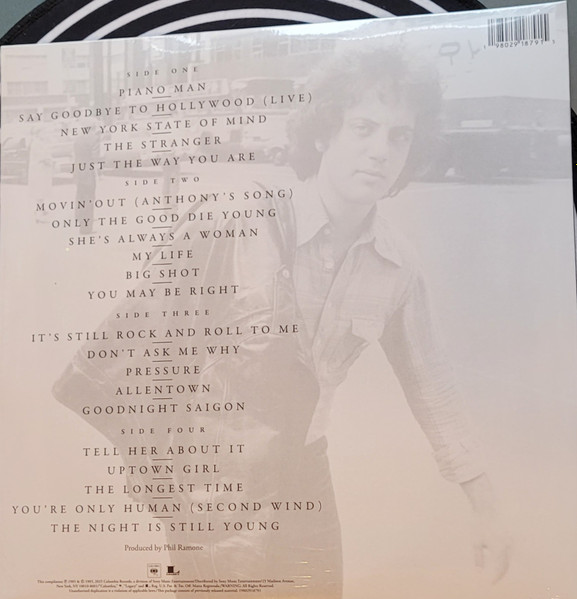 SIDE ONE
PIANO MAN
SAY GOODBYE TO HOLLYWOOD (LIVE)
NEW YORK STATE OF MIND
THE STRANGER
JUST THE WAY YOU ARE
SIDE TWO
MOVIN'OUT (ANTHONY'S SONG)
ONLY THE GOOD DIE YOUNG
SHE'S ALWAYS A WOMAN
MY LIFE
BIG SHOT
YOU MAY BE RIGHT
SIDE THREE
IT'S STILL ROCK AND ROLL TO ME
DON'T ASK ME WHY
PRESSURE
ALLENTOWN
GOODNIGHT SAIGON
SIDE FOUR
TELL HER ABOUT IT
UPTOWN GIRL
THE LONGEST TIME
YOU'RE ONLY HUMAN (SECOND WIND)
THE NIGHT IS STILL YOUNG
Produced by Phil Ramone